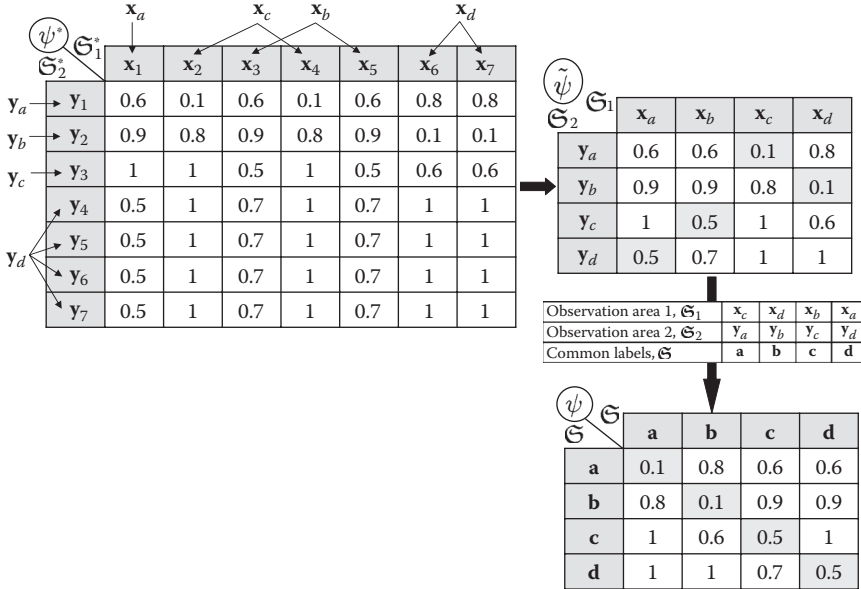 x_a x_c x_b x_d
ψ* 𝔖₁* 𝔖₂* x₁ x₂ x₃ x₄ x₅ x₆ x₇
y_a y₁ 0.6 0.1 0.6 0.1 0.6 0.8 0.8
y_b y₂ 0.9 0.8 0.9 0.8 0.9 0.1 0.1
y_c y₃ 1 1 0.5 1 0.5 0.6 0.6
y₄ 0.5 1 0.7 1 0.7 1 1
y_d y₅ 0.5 1 0.7 1 0.7 1 1
y₆ 0.5 1 0.7 1 0.7 1 1
y₇ 0.5 1 0.7 1 0.7 1 1
ψ̃ 𝔖₁ 𝔖₂ x_a x_b x_c x_d
y_a 0.6 0.6 0.1 0.8
y_b 0.9 0.9 0.8 0.1
y_c 1 0.5 1 0.6
y_d 0.5 0.7 1 1
Observation area 1, 𝔖₁ x_c x_d x_b x_a
Observation area 2, 𝔖₂ y_a y_b y_c y_d
Common labels, 𝔖 a b c d
ψ 𝔖 𝔖 a b c d
a 0.1 0.8 0.6 0.6
b 0.8 0.1 0.9 0.9
c 1 0.6 0.5 1
d 1 1 0.7 0.5